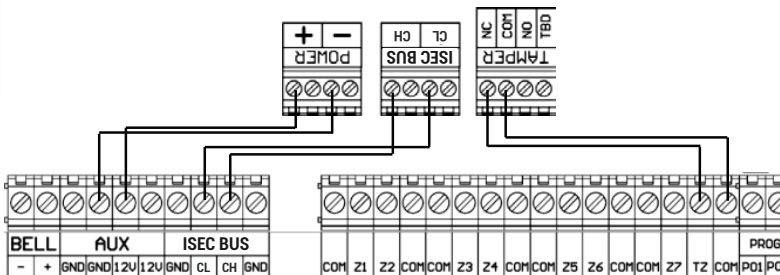 + -
POWER
CH CL
ISEC BUS
NC COM NO TBD
TAMPER
BELL AUX ISEC BUS
- + GND GND 12V 12V GND CL CH GND
PROG
COM Z1 Z2 COM COM Z3 Z4 COM COM Z5 Z6 COM COM Z7 TZ COM PO1